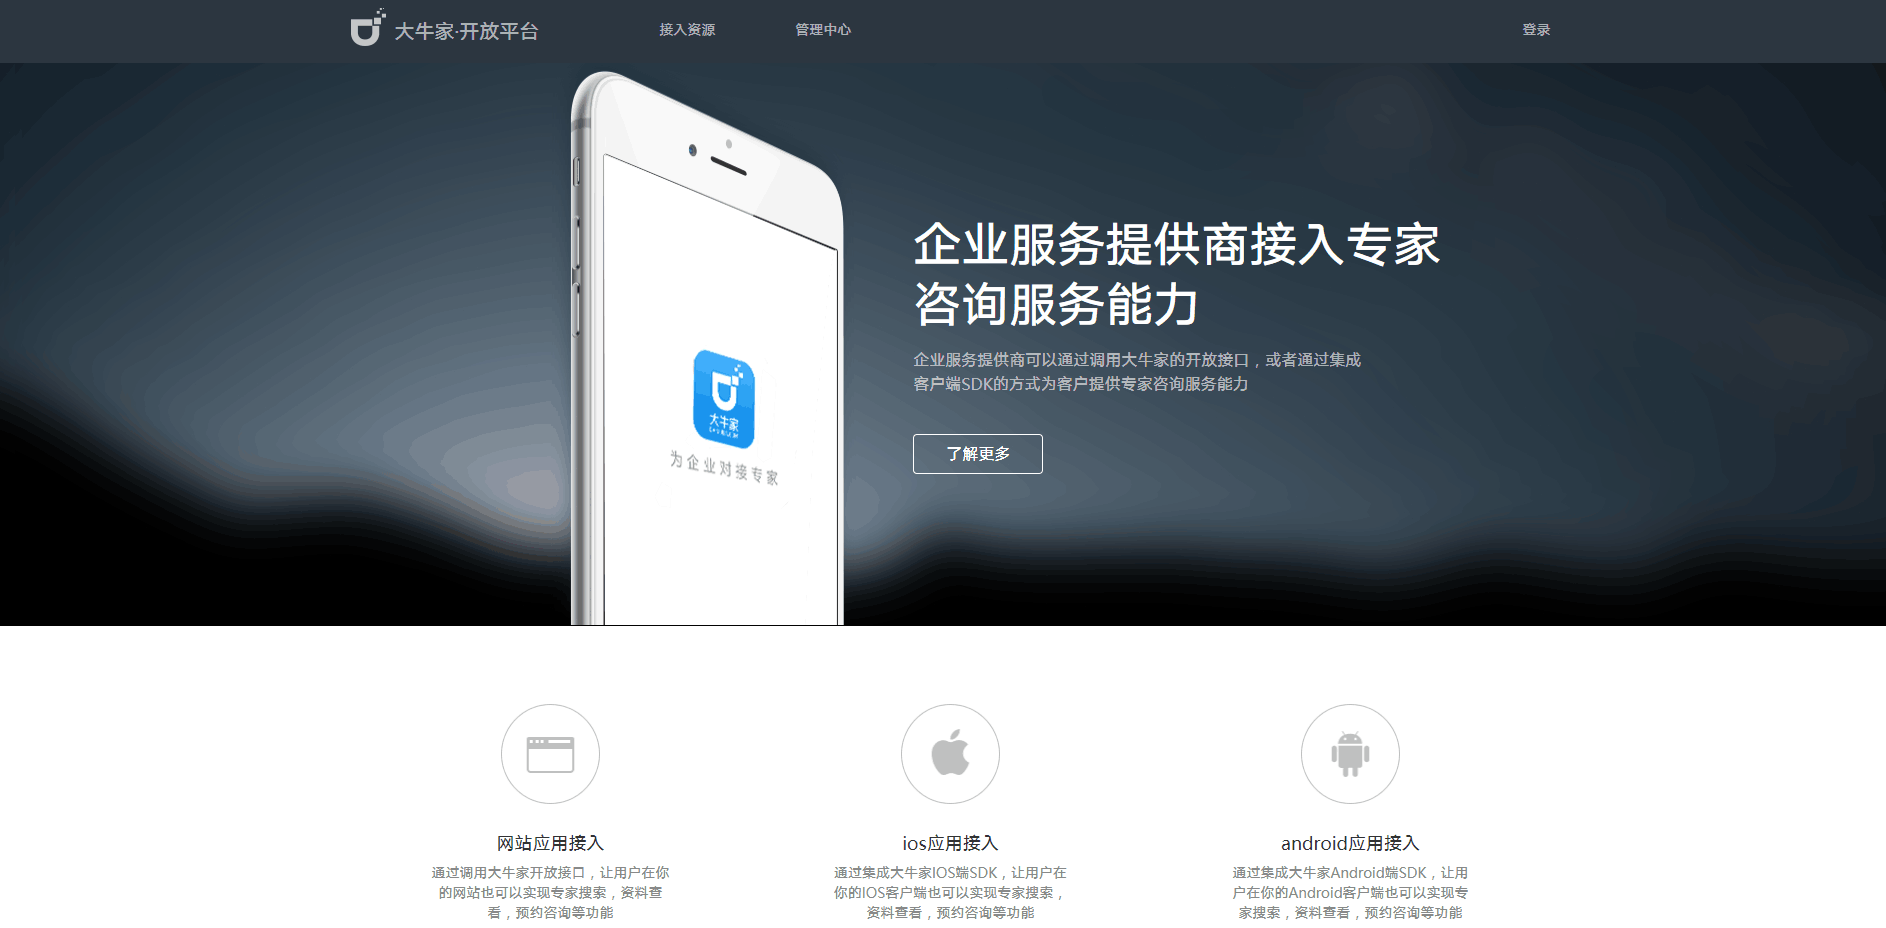 大牛家·开放平台
接入资源
管理中心
登录
企业服务提供商接入专家
咨询服务能力
企业服务提供商可以通过调用大牛家的开放接口，或者通过集成
客户端SDK的方式为客户提供专家咨询服务能力
了解更多
大牛家
为企业对接专家
网站应用接入
通过调用大牛家开放接口，让用户在你
的网站也可以实现专家搜索，资料查
看，预约咨询等功能
ios应用接入
通过集成大牛家IOS端SDK，让用户在
你的IOS客户端也可以实现专家搜索，
资料查看，预约咨询等功能
android应用接入
通过集成大牛家Android端SDK，让用
户在你的Android客户端也可以实现专
家搜索，资料查看，预约咨询等功能